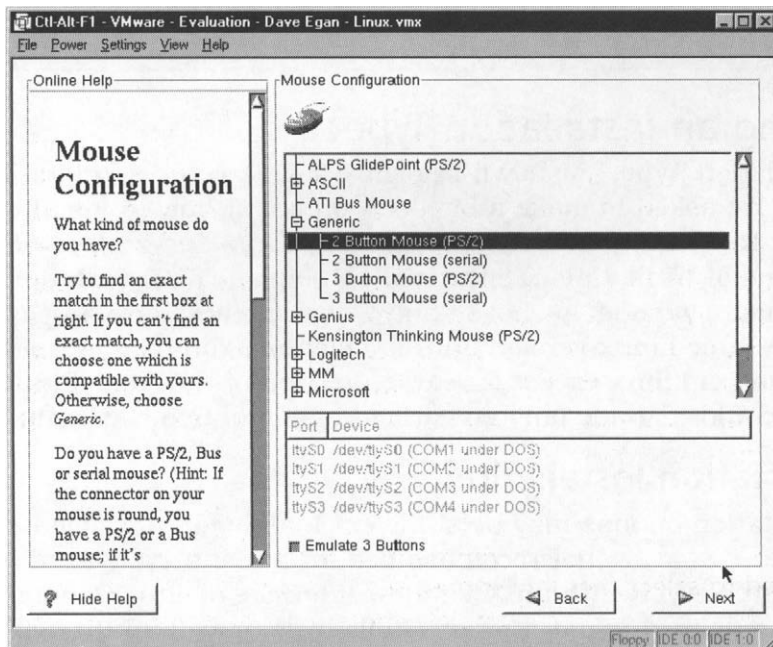 Ctl-Alt-F1 - VMware - Evaluation - Dave Egan - Linux.vmx
File Power Settings View Help
Online Help
Mouse
Configuration
What kind of mouse do
you have?
Try to find an exact
match in the first box at
right. If you can't find an
exact match, you can
choose one which is
compatible with yours.
Otherwise, choose
Generic.
Do you have a PS/2, Bus
or serial mouse? (Hint: If
the connector on your
mouse is round, you
have a PS/2 or a Bus
mouse; if it's
Hide Help
Mouse Configuration
ALPS GlidePoint (PS/2)
ASCII
ATI Bus Mouse
Generic
2 Button Mouse (PS/2)
2 Button Mouse (serial)
3 Button Mouse (PS/2)
3 Button Mouse (serial)
Genius
Kensington Thinking Mouse (PS/2)
Logitech
MM
Microsoft
Port Device
ttyS0 /dev/ttyS0 (COM1 under DOS)
ttyS1 /dev/ttyS1 (COM2 under DOS)
ttyS2 /dev/ttyS2 (COM3 under DOS)
ttyS3 /dev/ttyS3 (COM4 under DOS)
Emulate 3 Buttons
Back
Next
Floppy IDE 0:0 IDE 1:0